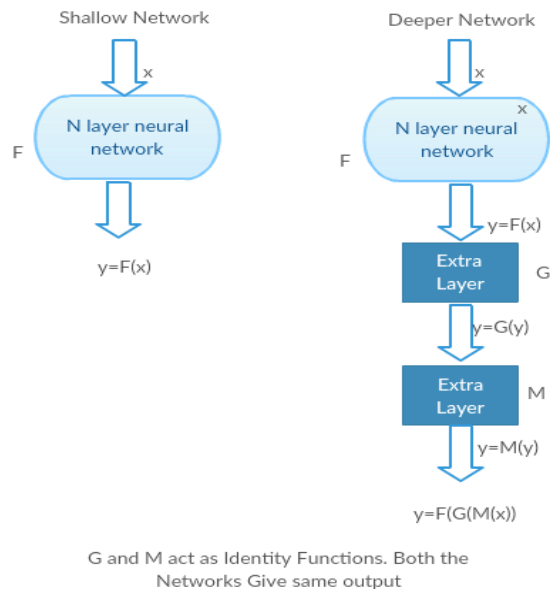 Shallow Network
x
N layer neural
network
F
y=F(x)
Deeper Network
x
x
N layer neural
network
F
y=F(x)
Extra
Layer
G
y=G(y)
Extra
Layer
M
y=M(y)
y=F(G(M(x))
G and M act as Identity Functions. Both the
Networks Give same output